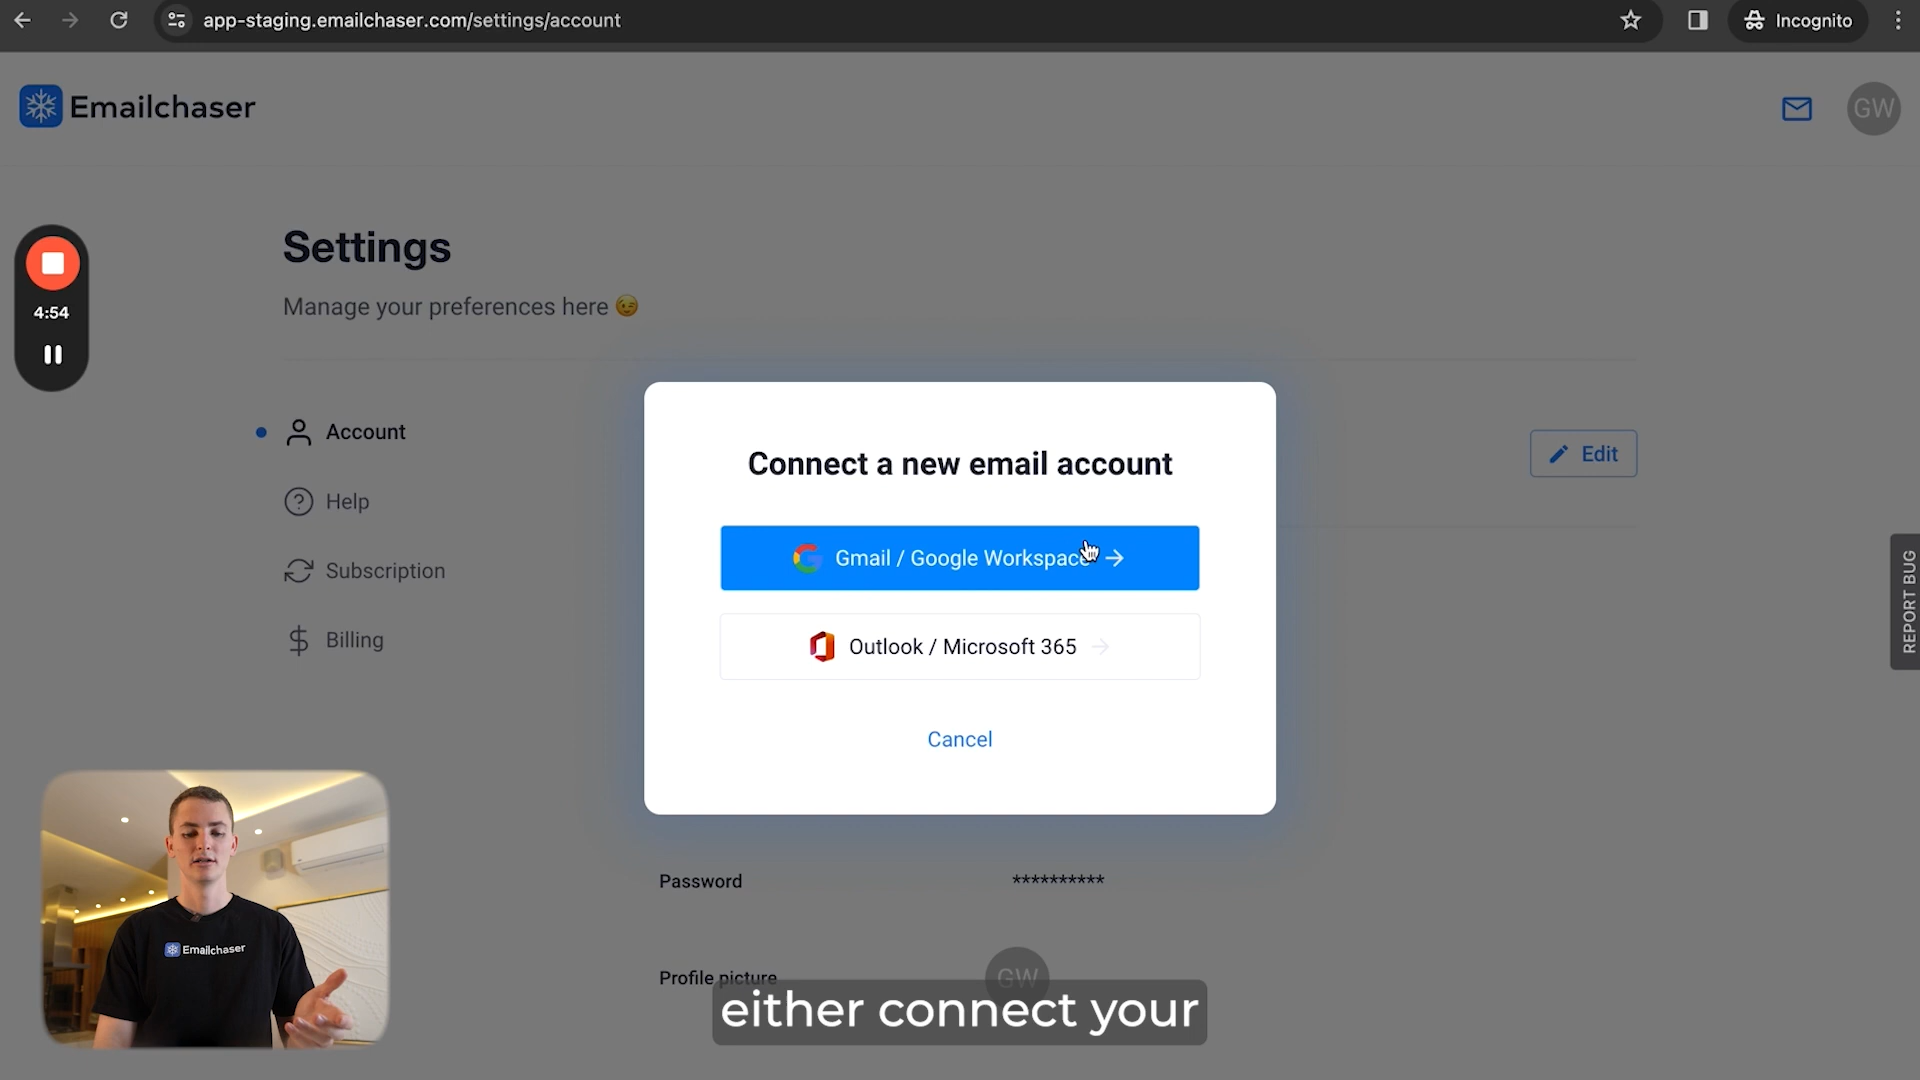 app-staging.emailchaser.com/settings/account
Incognito
Emailchaser
GW
Settings
Manage your preferences here 😉
4:54
Account
Help
Subscription
Billing
Edit
Connect a new email account
Gmail / Google Workspace
Outlook / Microsoft 365
Cancel
REPORT BUG
Password
**********
Profile picture
GW
Emailchaser
either connect your